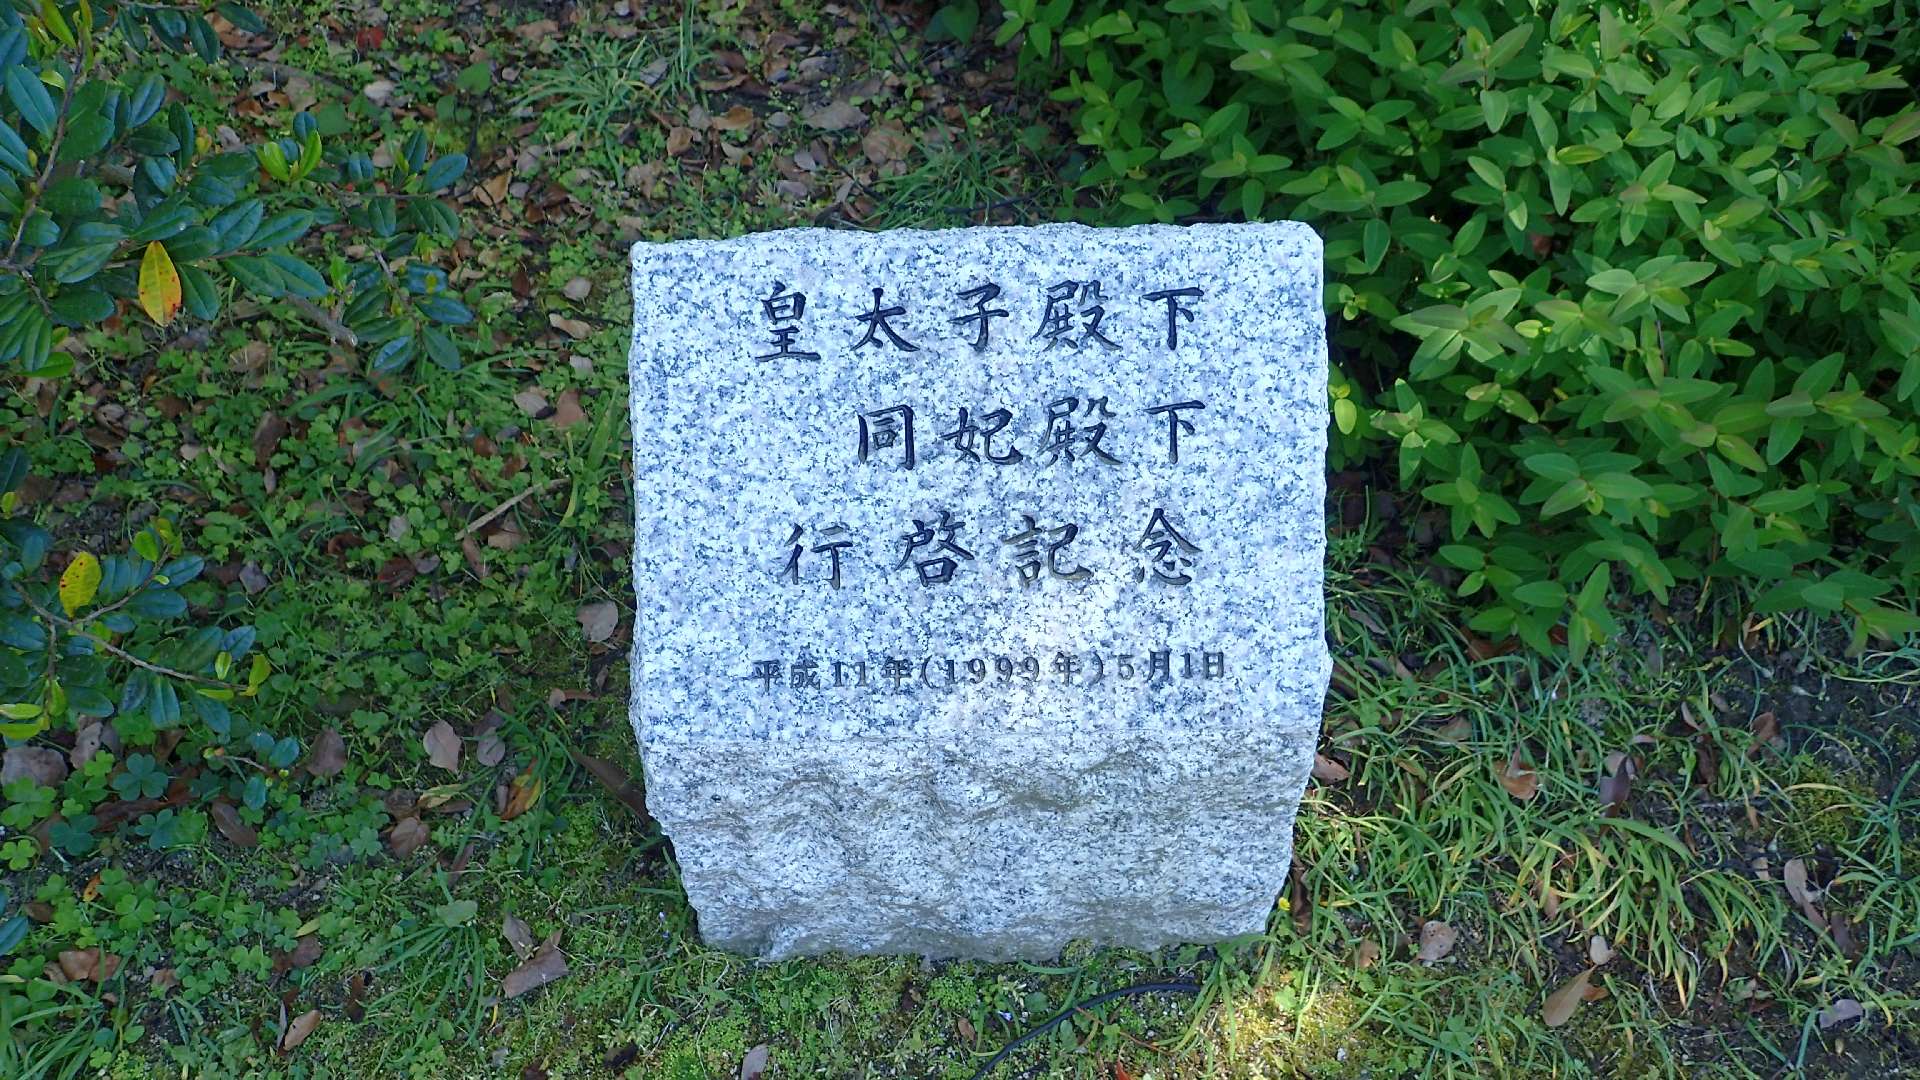 皇太子殿下
同妃殿下
行啓記念
平成11年(1999年)5月1日